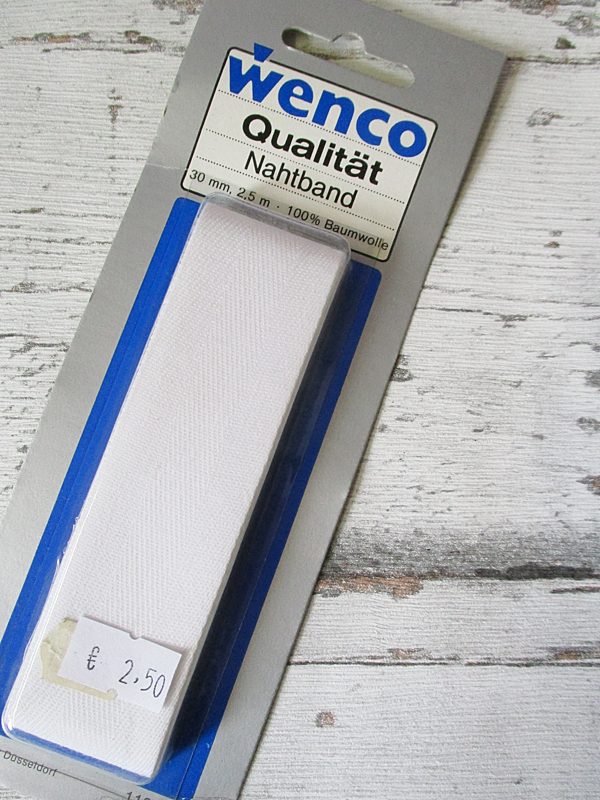 Wenco
Qualität
Nahtband
30 mm, 2,5 m · 100% Baumwolle
€ 2,50
Düsseldorf